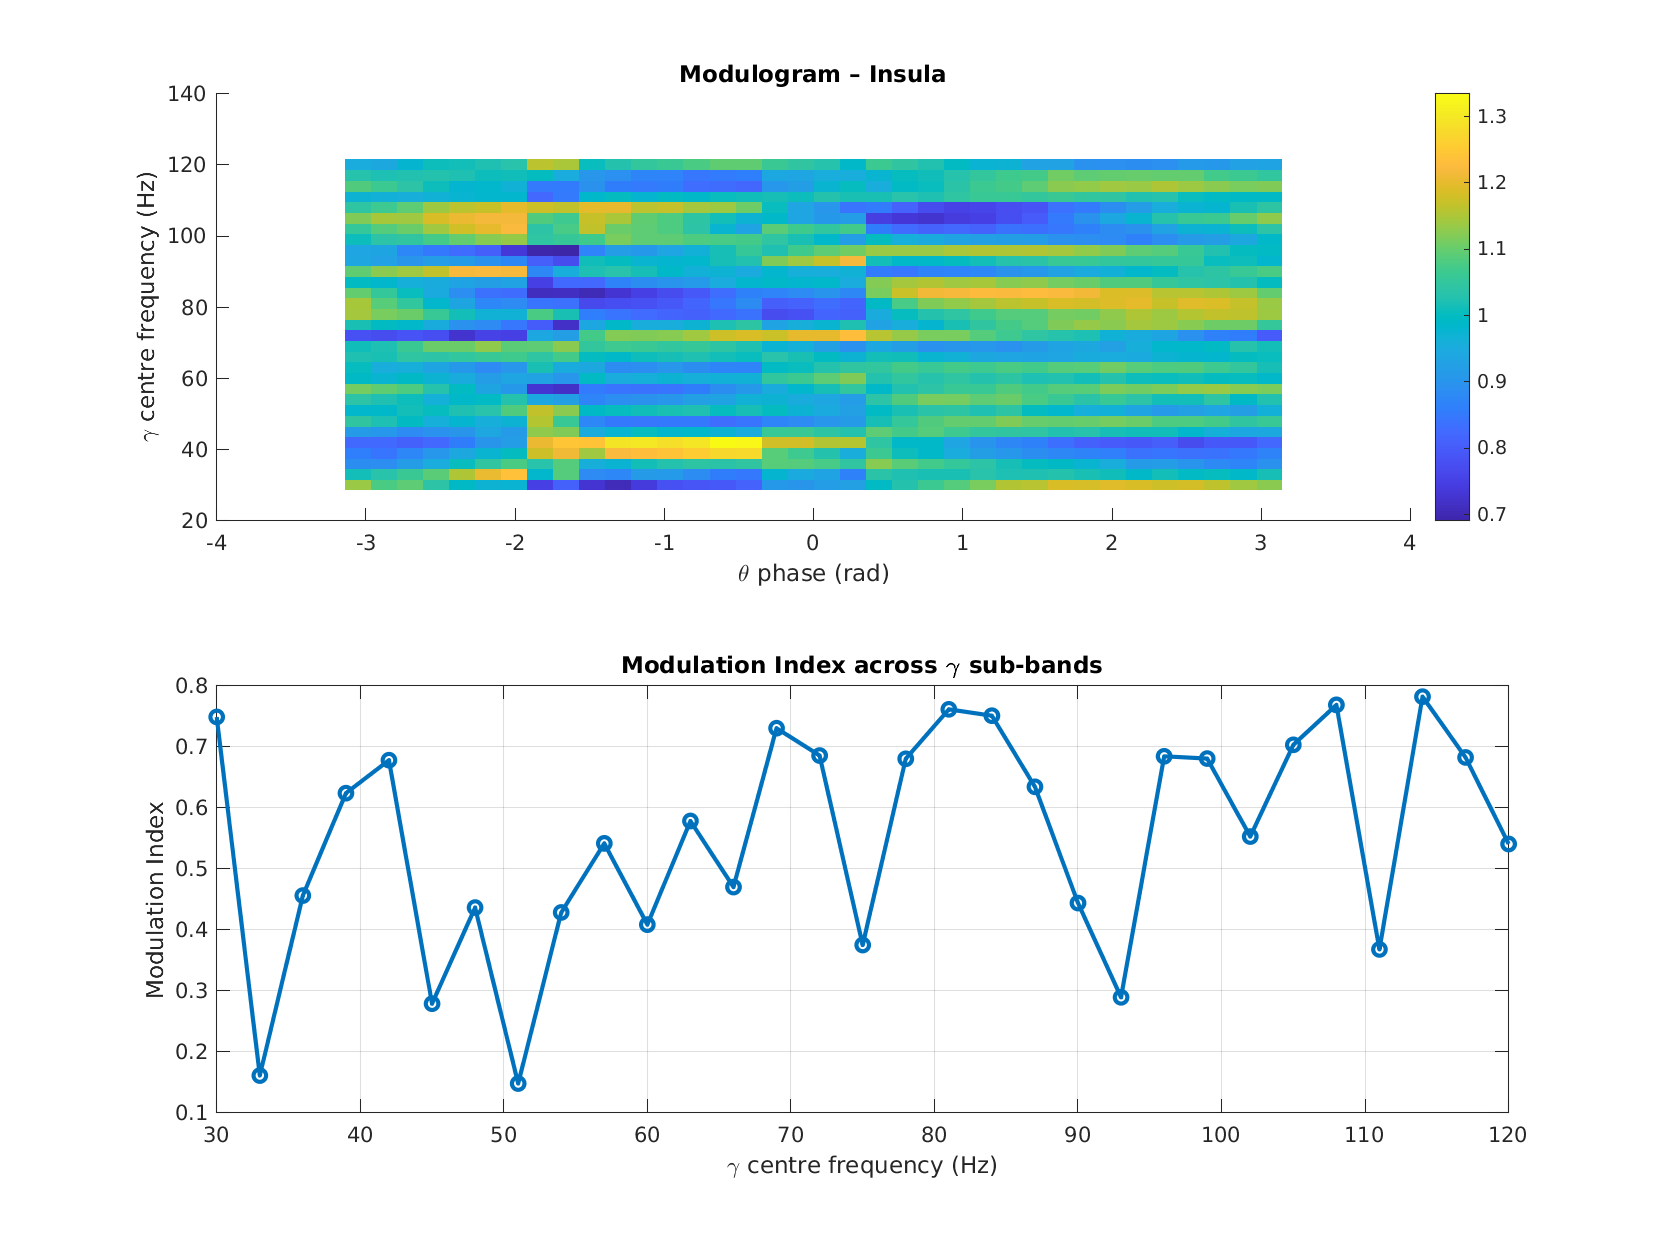 Modulogram – Insula
γ centre frequency (Hz)
140
120
100
80
60
40
20
-4 -3 -2 -1 0 1 2 3 4
θ phase (rad)
1.3
1.2
1.1
1
0.9
0.8
0.7
Modulation Index across γ sub-bands
Modulation Index
0.8
0.7
0.6
0.5
0.4
0.3
0.2
0.1
30 40 50 60 70 80 90 100 110 120
γ centre frequency (Hz)